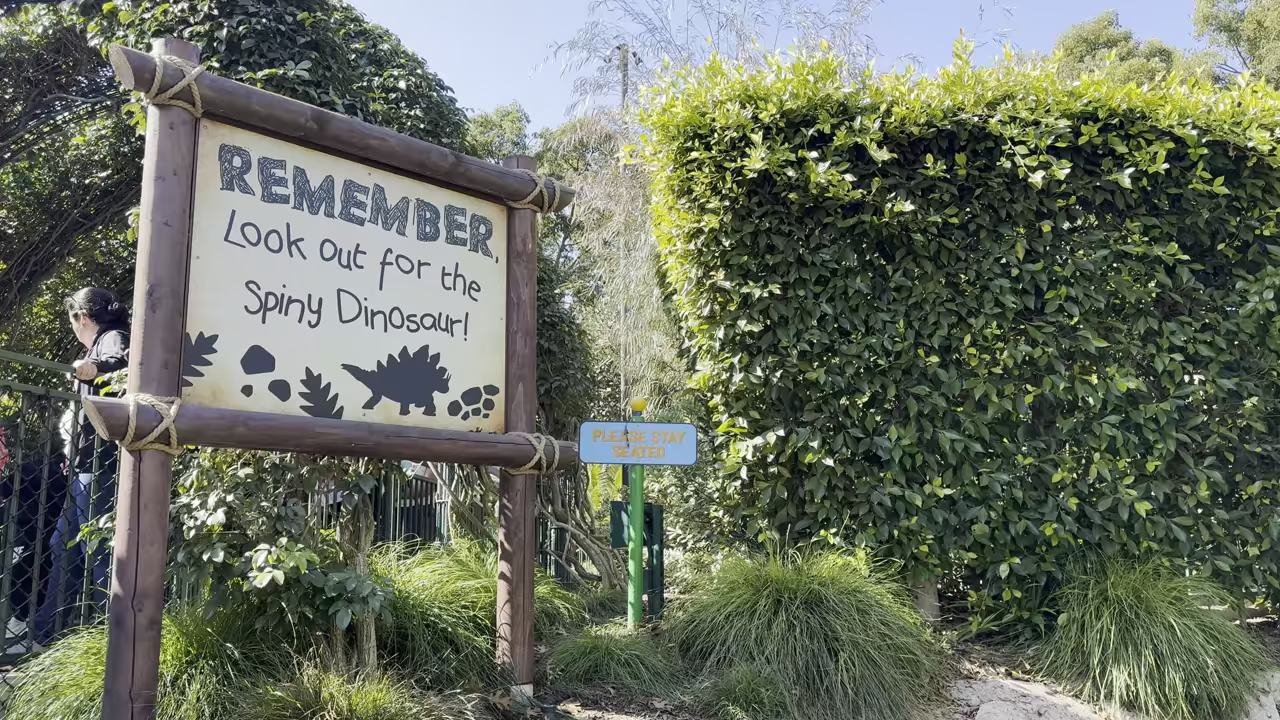 REMEMBER,
Look out for the
Spiny Dinosaur!
PLEASE STAY
SEATED